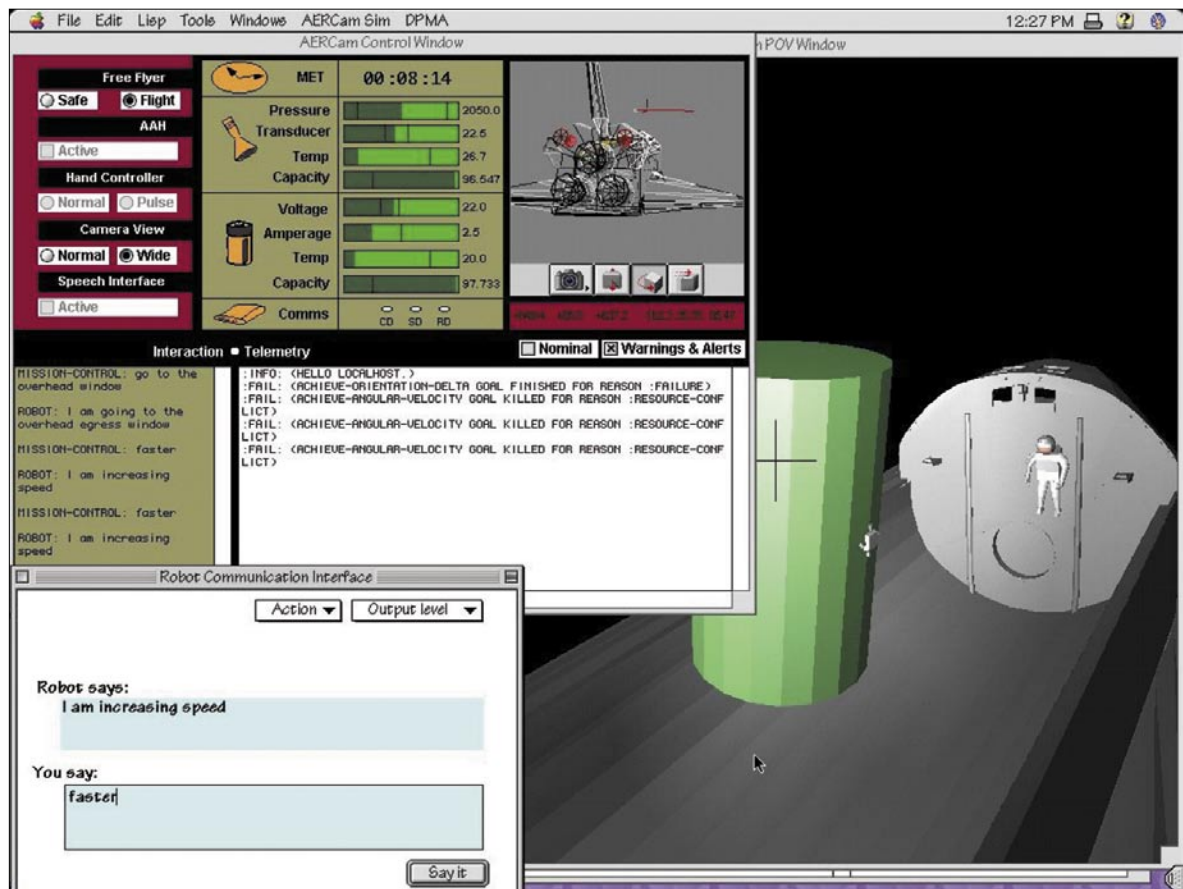 File Edit Lisp Tools Windows AERCam Sim DPMA 12:27 PM
AERCam Control Window
POV Window
Free Flyer
Safe Flight
AAH
Active
Hand Controller
Normal Pulse
Camera View
Normal Wide
Speech Interface
Active
MET 00:08:14
Pressure 2050.0
Transducer 22.5
Temp 26.7
Capacity 96.547
Voltage 22.0
Amperage 2.5
Temp 20.0
Capacity 97.733
Comms CD SD RD
Interaction Telemetry Nominal Warnings & Alerts
MISSION-CONTROL: go to the
overhead window
ROBOT: I am going to the
overhead egress window
MISSION-CONTROL: faster
ROBOT: I am increasing
speed
MISSION-CONTROL: faster
ROBOT: I am increasing
speed
:INFO: (HELLO LOCALHOST.)
:FAIL: (ACHIEVE-ORIENTATION-DELTA GOAL FINISHED FOR REASON :FAILURE)
:FAIL: (ACHIEVE-ANGULAR-VELOCITY GOAL KILLED FOR REASON :RESOURCE-CONF
LICT)
:FAIL: (ACHIEVE-ANGULAR-VELOCITY GOAL KILLED FOR REASON :RESOURCE-CONF
LICT)
:FAIL: (ACHIEVE-ANGULAR-VELOCITY GOAL KILLED FOR REASON :RESOURCE-CONF
LICT)
Robot Communication Interface
Action Output level
Robot says:
I am increasing speed
You say:
faster
Say it